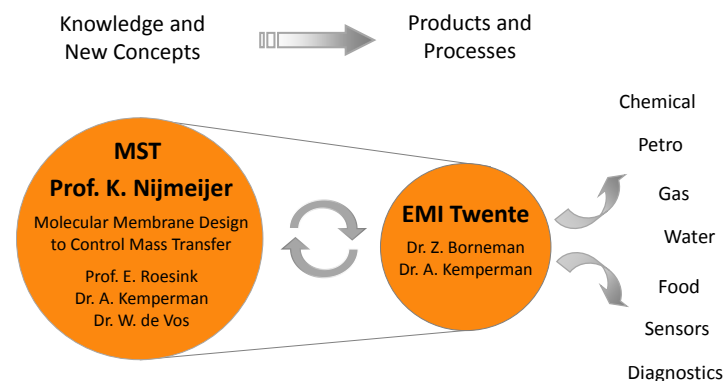 Knowledge and
New Concepts
Products and
Processes
MST
Prof. K. Nijmeijer
Molecular Membrane Design
to Control Mass Transfer
Prof. E. Roesink
Dr. A. Kemperman
Dr. W. de Vos
EMI Twente
Dr. Z. Borneman
Dr. A. Kemperman
Chemical
Petro
Gas
Water
Food
Sensors
Diagnostics